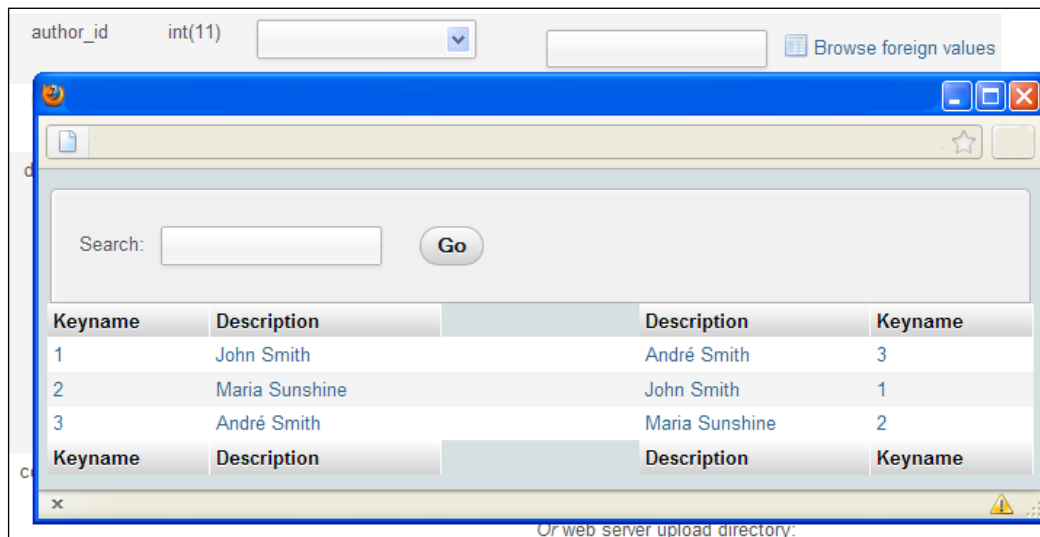 author_id int(11) Browse foreign values
Search: Go
Keyname Description Description Keyname
1 John Smith André Smith 3
2 Maria Sunshine John Smith 1
3 André Smith Maria Sunshine 2
Keyname Description Description Keyname
Or web server upload directory: